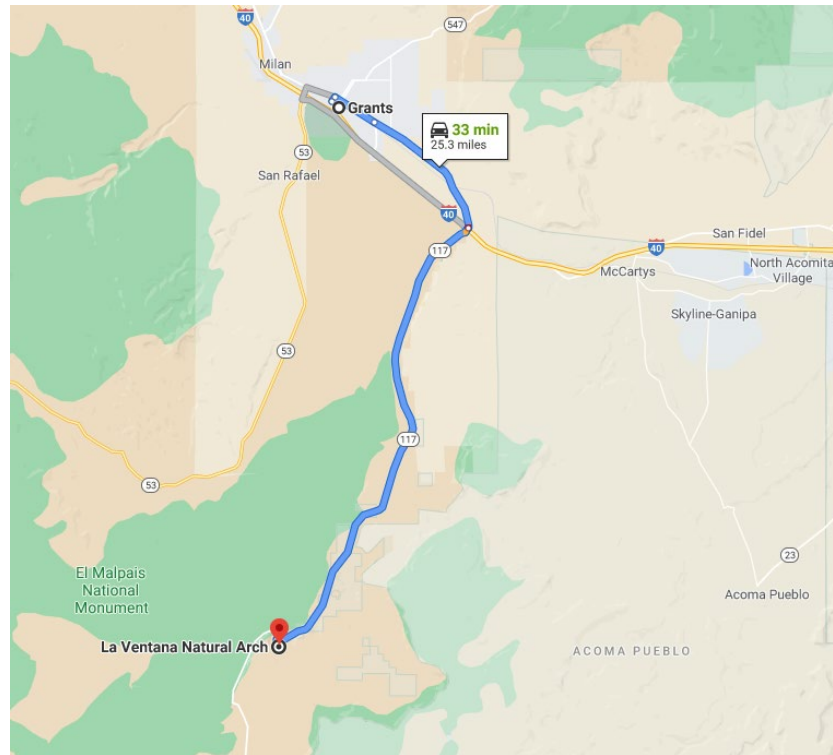 40
547
Milan
Grants
33 min
25.3 miles
53
San Rafael
40
117
San Fidel
40
McCartys
North Acomita
Village
Skyline-Ganipa
53
117
53
23
El Malpais
National
Monument
Acoma Pueblo
La Ventana Natural Arch
ACOMA PUEBLO